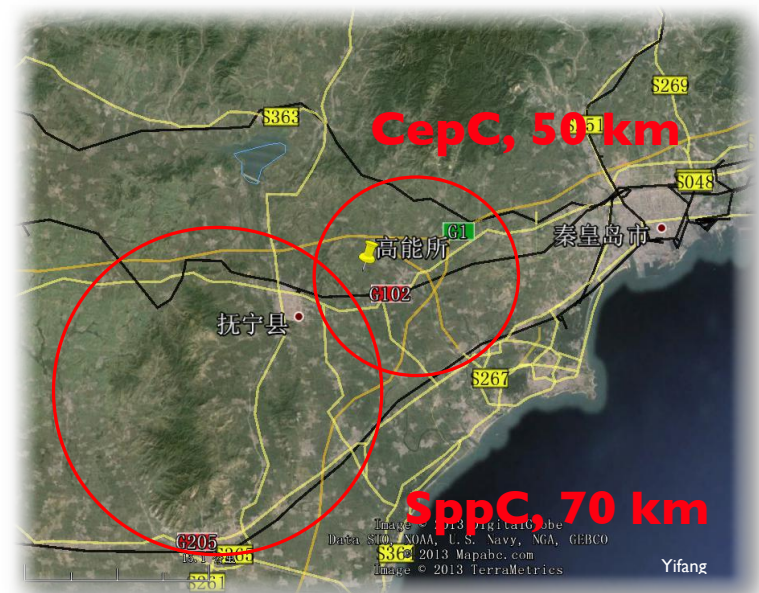 S269
S363
CepC, 50 km
S048
G1
秦皇岛市
高能所
G102
抚宁县
S267
SppC, 70 km
G205
Image © 2013 DigitalGlobe
Data SIO, NOAA, U.S. Navy, NGA, GEBCO
© 2013 Mapabc.com
Image © 2013 TerraMetrics
S261
Yifang